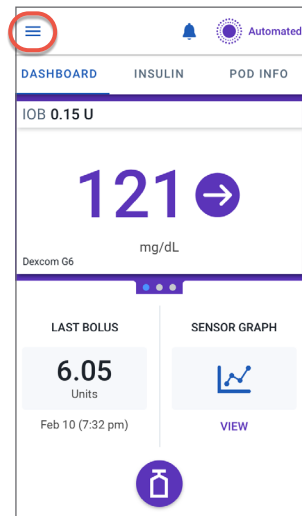 Automated
DASHBOARD INSULIN POD INFO
IOB 0.15 U
121
mg/dL
Dexcom G6
LAST BOLUS
6.05
Units
Feb 10 (7:32 pm)
SENSOR GRAPH
VIEW